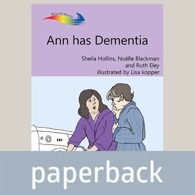 Ann has Dementia
Sheila Hollins, Noëlle Blackman
and Ruth Eley
illustrated by Lisa kopper
paperback